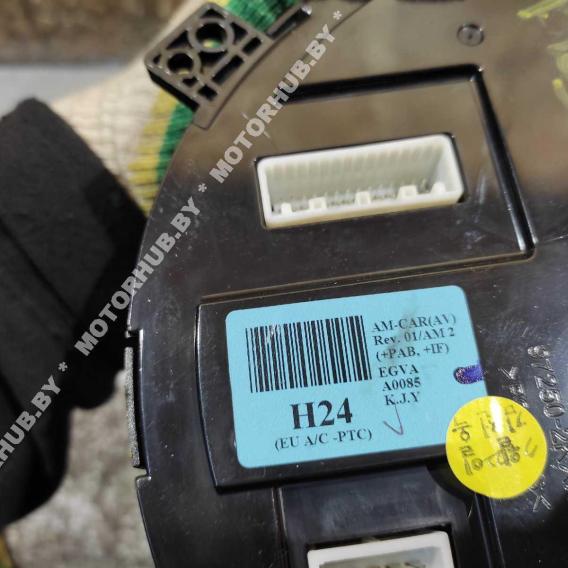 MOTORHUB.BY * MOTORHUB.BY * MOTORHUB.BY *
AM-CAR(AV)
Rev. 01/AM 2
(+PAB, +IF)
EGVA
A0085
K.J.Y
H24
(EU A/C -PTC)